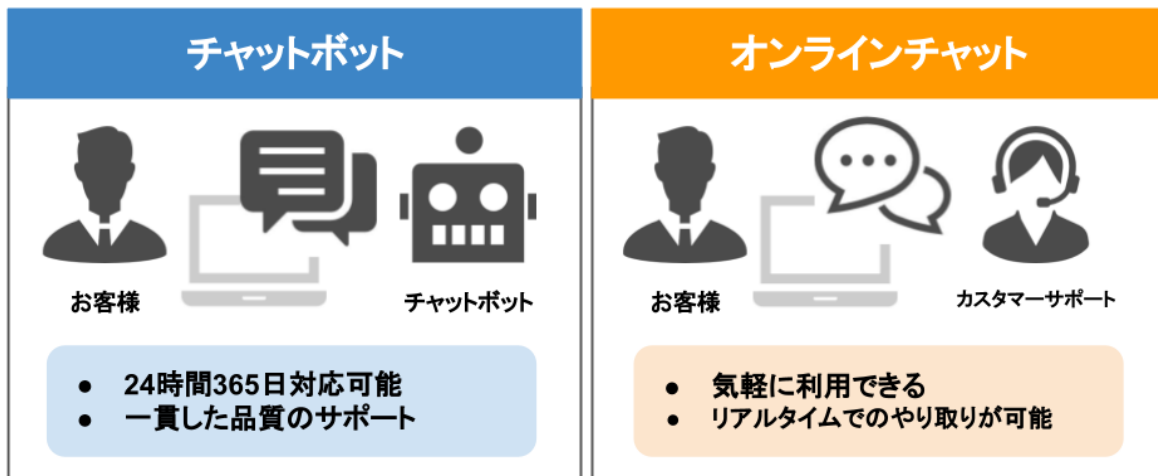 チャットボット
お客様
チャットボット
● 24時間365日対応可能
● 一貫した品質のサポート
オンラインチャット
お客様
カスタマーサポート
● 気軽に利用できる
● リアルタイムでのやり取りが可能